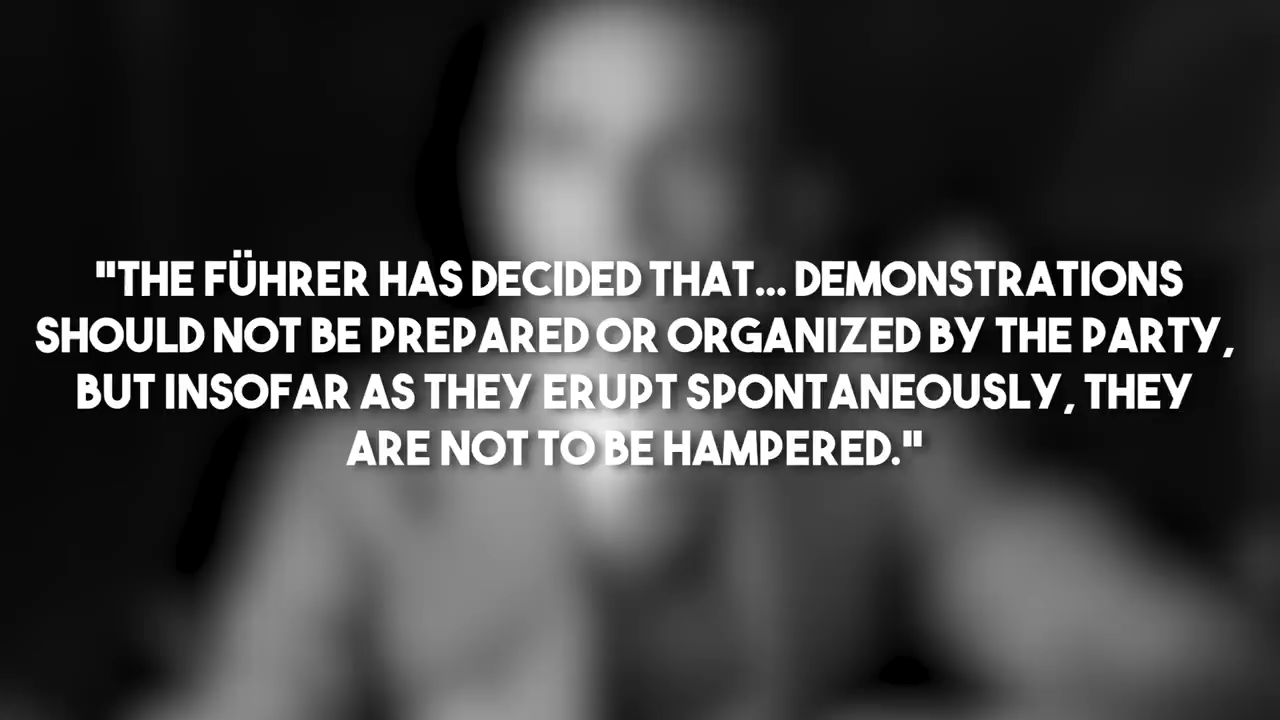 "THE FÜHRER HAS DECIDED THAT... DEMONSTRATIONS
SHOULD NOT BE PREPARED OR ORGANIZED BY THE PARTY,
BUT INSOFAR AS THEY ERUPT SPONTANEOUSLY, THEY
ARE NOT TO BE HAMPERED."